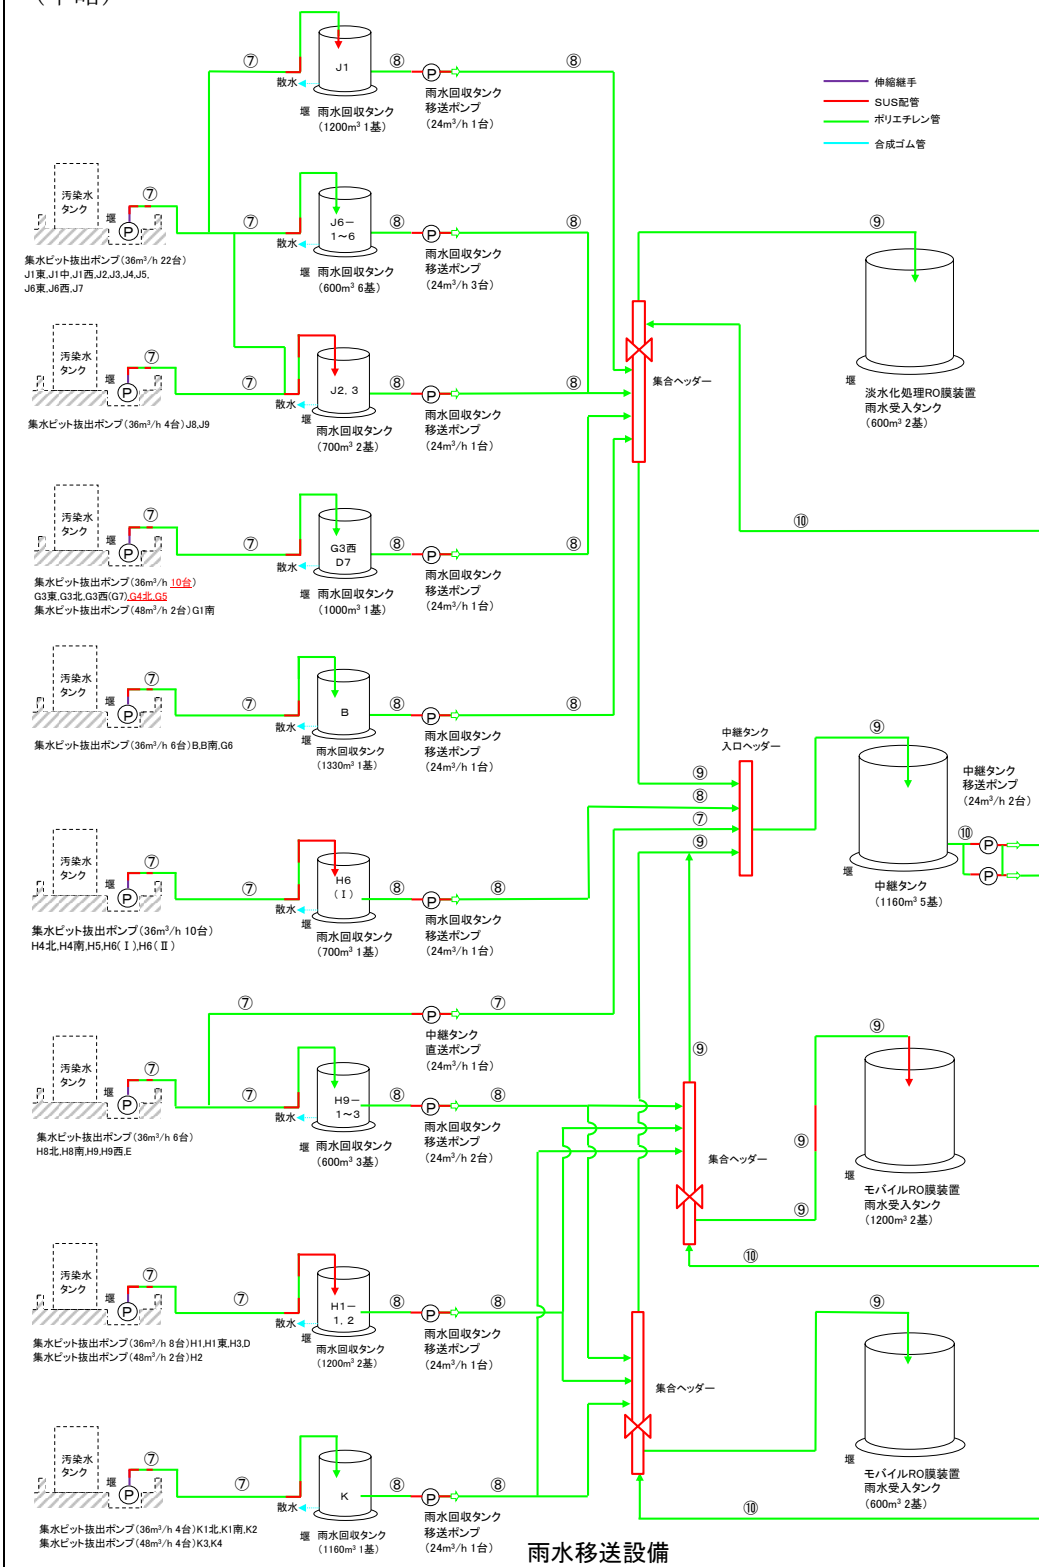 ⑦
⑧
⑧
J1
P
散水
堰
雨水回収タンク
(1200m³ 1基)
雨水回収タンク
移送ポンプ
(24m³/h 1台)
伸縮継手
SUS配管
ポリエチレン管
合成ゴム管
汚染水
タンク
堰
P
⑦
⑦
集水ピット抜出ポンプ(36m³/h 22台)
J1東,J1中,J1西,J2,J3,J4,J5,
J6東,J6西,J7
J6－
1～6
散水
堰
雨水回収タンク
(600m³ 6基)
⑧
P
⑧
雨水回収タンク
移送ポンプ
(24m³/h 3台)
⑨
堰
淡水化処理RO膜装置
雨水受入タンク
(600m³ 2基)
集合ヘッダー
⑩
汚染水
タンク
堰
P
⑦
⑦
集水ピット抜出ポンプ(36m³/h 4台)J8,J9
J2, 3
散水
堰
雨水回収タンク
(700m³ 2基)
⑧
P
⑧
雨水回収タンク
移送ポンプ
(24m³/h 1台)
汚染水
タンク
堰
P
⑦
⑦
集水ピット抜出ポンプ(36m³/h 10台)
G3東,G3北,G3西(G7),G4北,G5
集水ピット抜出ポンプ(48m³/h 2台)G1南
G3西
D7
散水
堰
雨水回収タンク
(1000m³ 1基)
⑧
P
⑧
雨水回収タンク
移送ポンプ
(24m³/h 1台)
汚染水
タンク
堰
P
⑦
⑦
集水ピット抜出ポンプ(36m³/h 6台)B,B南,G6
B
散水
堰
雨水回収タンク
(1330m³ 1基)
⑧
P
⑧
雨水回収タンク
移送ポンプ
(24m³/h 1台)
中継タンク
入口ヘッダー
⑨
⑧
⑦
⑨
⑨
堰
中継タンク
(1160m³ 5基)
中継タンク
移送ポンプ
(24m³/h 2台)
⑩
P
P
汚染水
タンク
堰
P
⑦
⑦
集水ピット抜出ポンプ(36m³/h 10台)
H4北,H4南,H5,H6(Ⅰ),H6(Ⅱ)
H6
(Ⅰ)
散水
堰
雨水回収タンク
(700m³ 1基)
⑧
P
⑧
雨水回収タンク
移送ポンプ
(24m³/h 1台)
⑦
P
⑦
中継タンク
直送ポンプ
(24m³/h 1台)
汚染水
タンク
堰
P
⑦
⑦
集水ピット抜出ポンプ(36m³/h 6台)
H8北,H8南,H9,H9西,E
H9－
1～3
散水
堰
雨水回収タンク
(600m³ 3基)
⑧
P
⑧
雨水回収タンク
移送ポンプ
(24m³/h 2台)
⑨
集合ヘッダー
⑨
⑨
⑨
堰
モバイルRO膜装置
雨水受入タンク
(1200m³ 2基)
⑩
汚染水
タンク
堰
P
⑦
⑦
集水ピット抜出ポンプ(36m³/h 8台)H1,H1東,H3,D
集水ピット抜出ポンプ(48m³/h 2台)H2
H1－
1, 2
散水
堰
雨水回収タンク
(1200m³ 2基)
⑧
P
⑧
雨水回収タンク
移送ポンプ
(24m³/h 1台)
集合ヘッダー
⑨
堰
モバイルRO膜装置
雨水受入タンク
(600m³ 2基)
⑩
汚染水
タンク
堰
P
⑦
⑦
集水ピット抜出ポンプ(36m³/h 4台)K1北,K1南,K2
集水ピット抜出ポンプ(48m³/h 4台)K3,K4
K
散水
堰
雨水回収タンク
(1160m³ 1基)
⑧
P
⑧
雨水回収タンク
移送ポンプ
(24m³/h 1台)
雨水移送設備